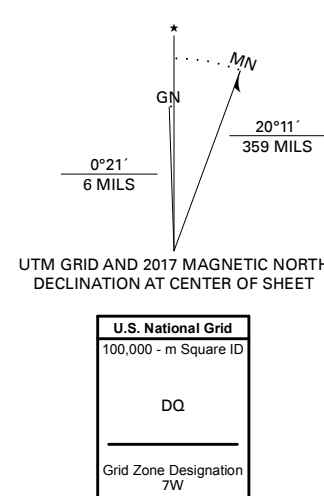 ★
MN
GN
20°11´
359 MILS
0°21´
6 MILS
UTM GRID AND 2017 MAGNETIC NORTH
DECLINATION AT CENTER OF SHEET
U.S. National Grid
100,000 - m Square ID
DQ
Grid Zone Designation
7W